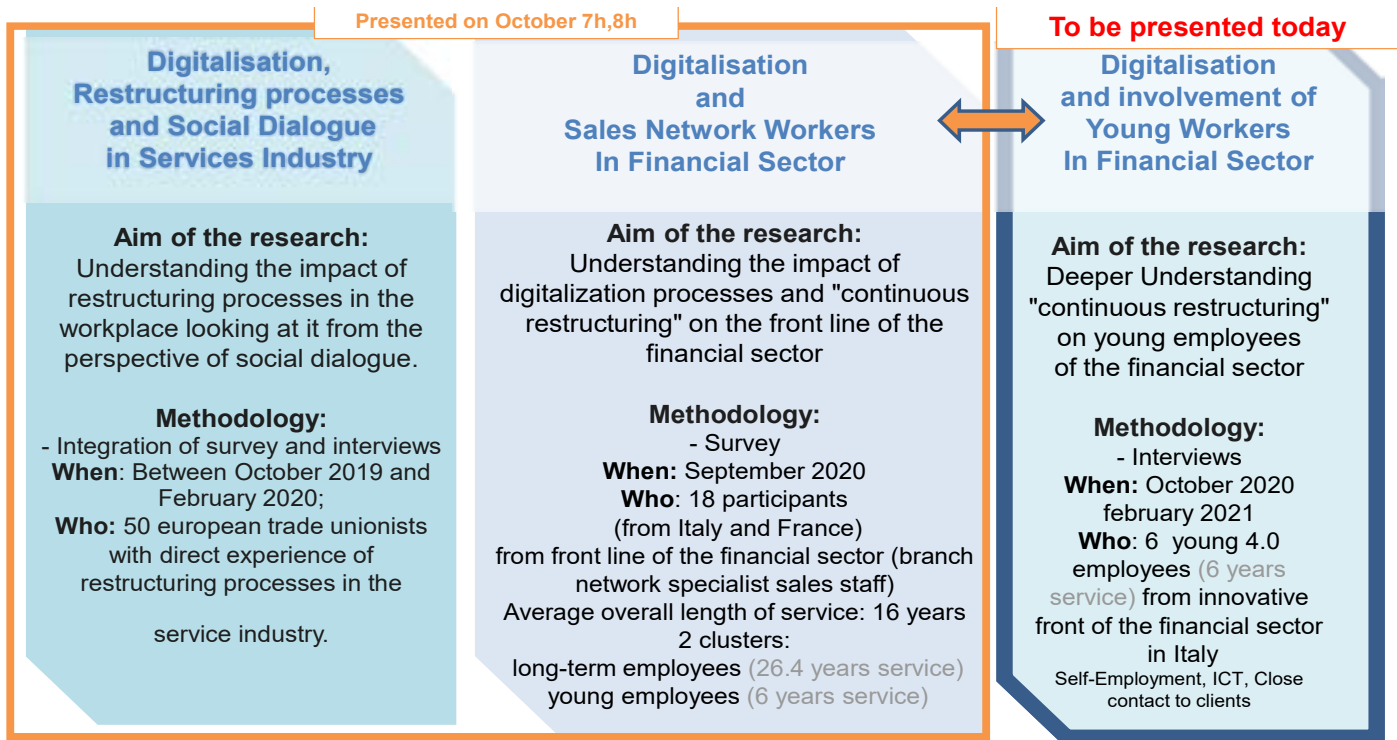 Presented on October 7h,8h
To be presented today
Digitalisation,
Restructuring processes
and Social Dialogue
in Services Industry
Aim of the research:
Understanding the impact of
restructuring processes in the
workplace looking at it from the
perspective of social dialogue.
Methodology:
- Integration of survey and interviews
When: Between October 2019 and
February 2020;
Who: 50 european trade unionists
with direct experience of
restructuring processes in the
service industry.
Digitalisation
and
Sales Network Workers
In Financial Sector
Aim of the research:
Understanding the impact of
digitalization processes and "continuous
restructuring" on the front line of the
financial sector
Methodology:
- Survey
When: September 2020
Who: 18 participants
(from Italy and France)
from front line of the financial sector (branch
network specialist sales staff)
Average overall length of service: 16 years
2 clusters:
long-term employees (26.4 years service)
young employees (6 years service)
Digitalisation
and involvement of
Young Workers
In Financial Sector
Aim of the research:
Deeper Understanding
"continuous restructuring"
on young employees
of the financial sector
Methodology:
- Interviews
When: October 2020
february 2021
Who: 6 young 4.0
employees (6 years
service) from innovative
front of the financial sector
in Italy
Self-Employment, ICT, Close
contact to clients